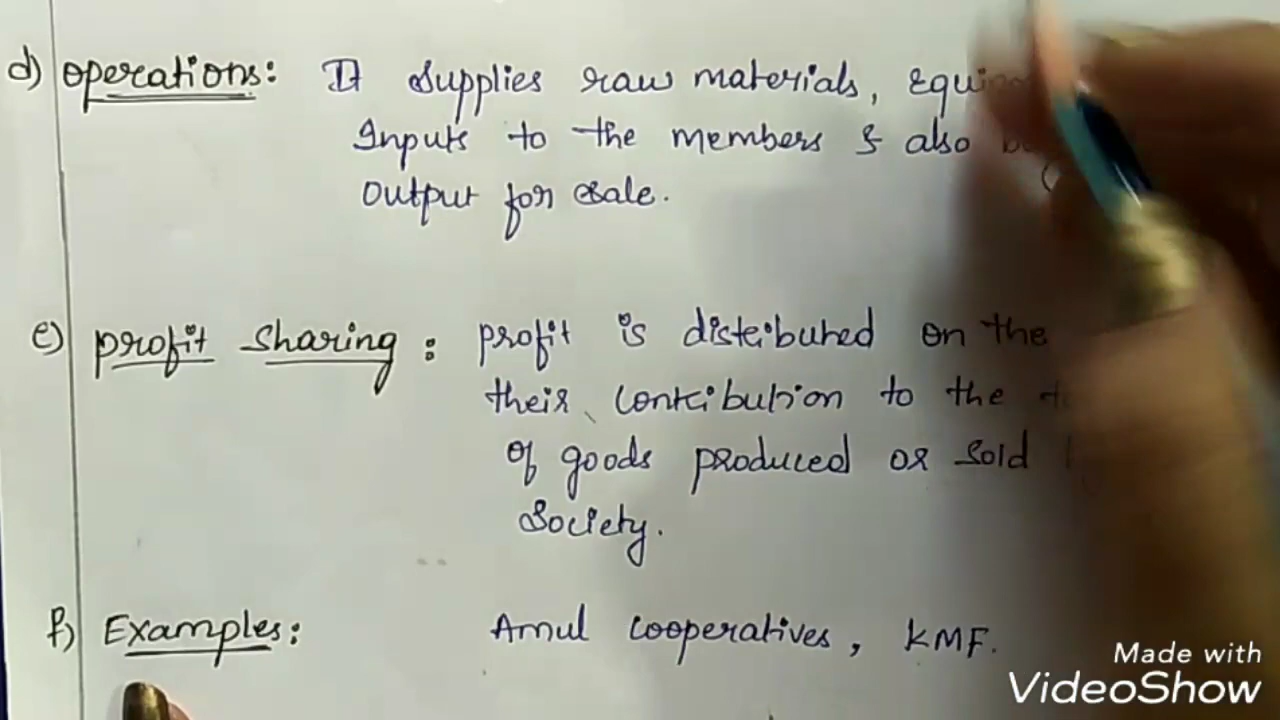 d) Operations: It supplies raw materials,
Inputs to the members & also
Output for sale.
e) Profit Sharing: Profit is distributed on the
their contribution to the
of goods produced or sold
Society.
f) Examples: Amul cooperatives, KMF.
Made with
VideoShow